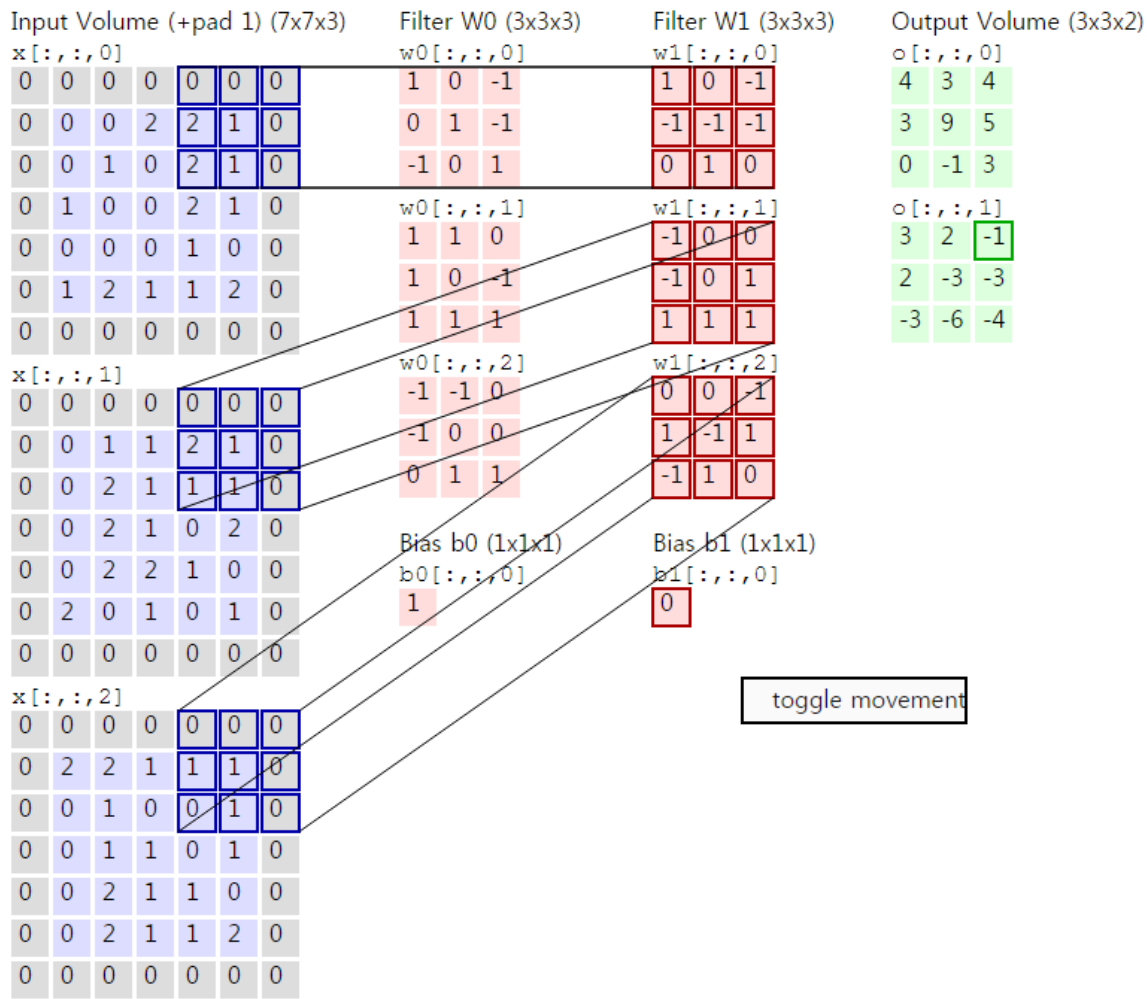 Input Volume (+pad 1) (7x7x3) Filter W0 (3x3x3) Filter W1 (3x3x3) Output Volume (3x3x2)
x[:,:,0] w0[:,:,0] w1[:,:,0] o[:,:,0]
0 0 0 0 0 0 0 1 0 -1 1 0 -1 4 3 4
0 0 0 2 2 1 0 0 1 -1 -1 -1 -1 3 9 5
0 0 1 0 2 1 0 -1 0 1 0 1 0 0 -1 3
0 1 0 0 2 1 0 w0[:,:,1] w1[:,:,1] o[:,:,1]
0 0 0 0 1 0 0 1 1 0 -1 0 0 3 2 -1
0 1 2 1 1 2 0 1 0 -1 -1 0 1 2 -3 -3
0 0 0 0 0 0 0 1 1 1 1 1 1 -3 -6 -4
x[:,:,1] w0[:,:,2] w1[:,:,2]
0 0 0 0 0 0 0 -1 -1 0 0 0 -1
0 0 1 1 2 1 0 -1 0 0 1 -1 1
0 0 2 1 1 1 0 0 1 1 -1 1 0
0 0 2 1 0 2 0 Bias b0 (1x1x1) Bias b1 (1x1x1)
0 0 2 2 1 0 0 b0[:,:,0] b1[:,:,0]
0 2 0 1 0 1 0 1 0
0 0 0 0 0 0 0
x[:,:,2] toggle movement
0 0 0 0 0 0 0
0 2 2 1 1 1 0
0 0 1 0 0 1 0
0 0 1 1 0 1 0
0 0 2 1 1 0 0
0 0 2 1 1 2 0
0 0 0 0 0 0 0